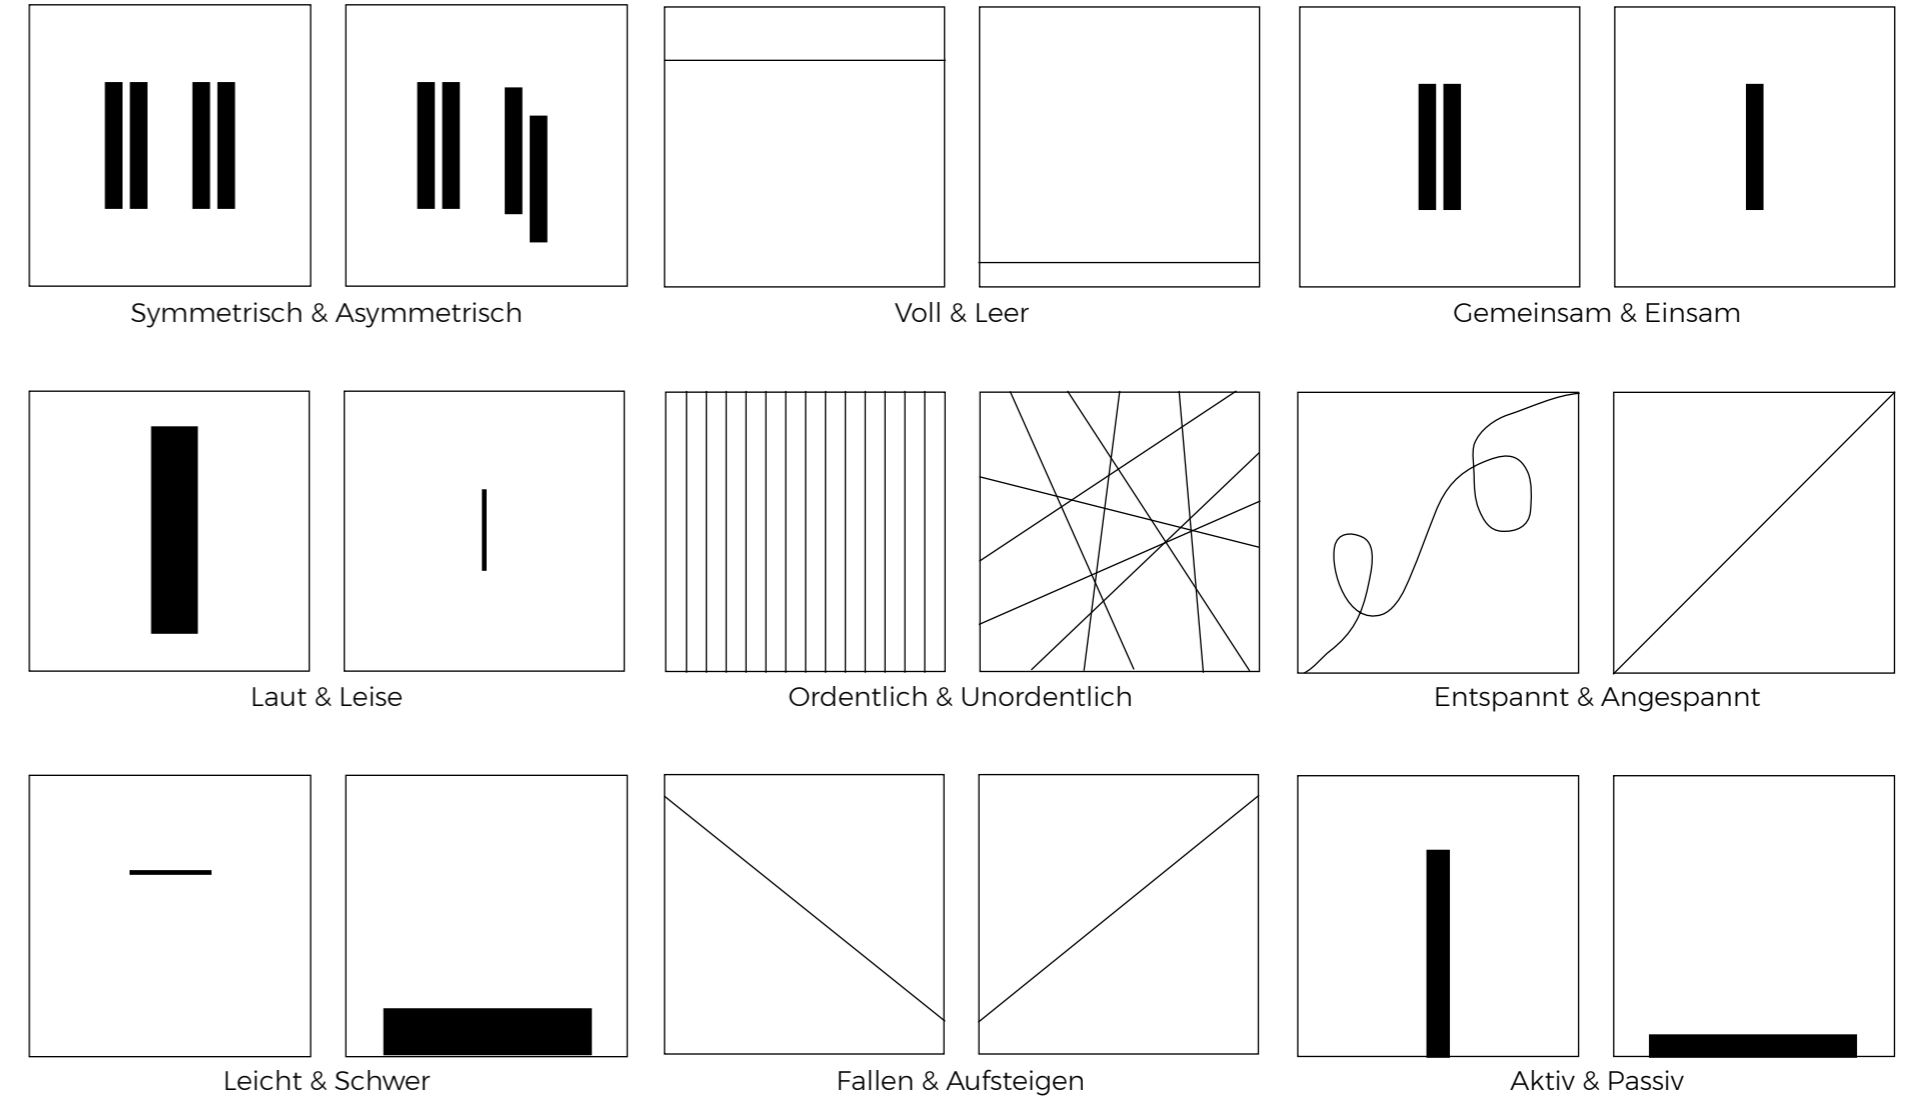 Symmetrisch & Asymmetrisch
Voll & Leer
Gemeinsam & Einsam
Laut & Leise
Ordentlich & Unordentlich
Entspannt & Angespannt
Leicht & Schwer
Fallen & Aufsteigen
Aktiv & Passiv